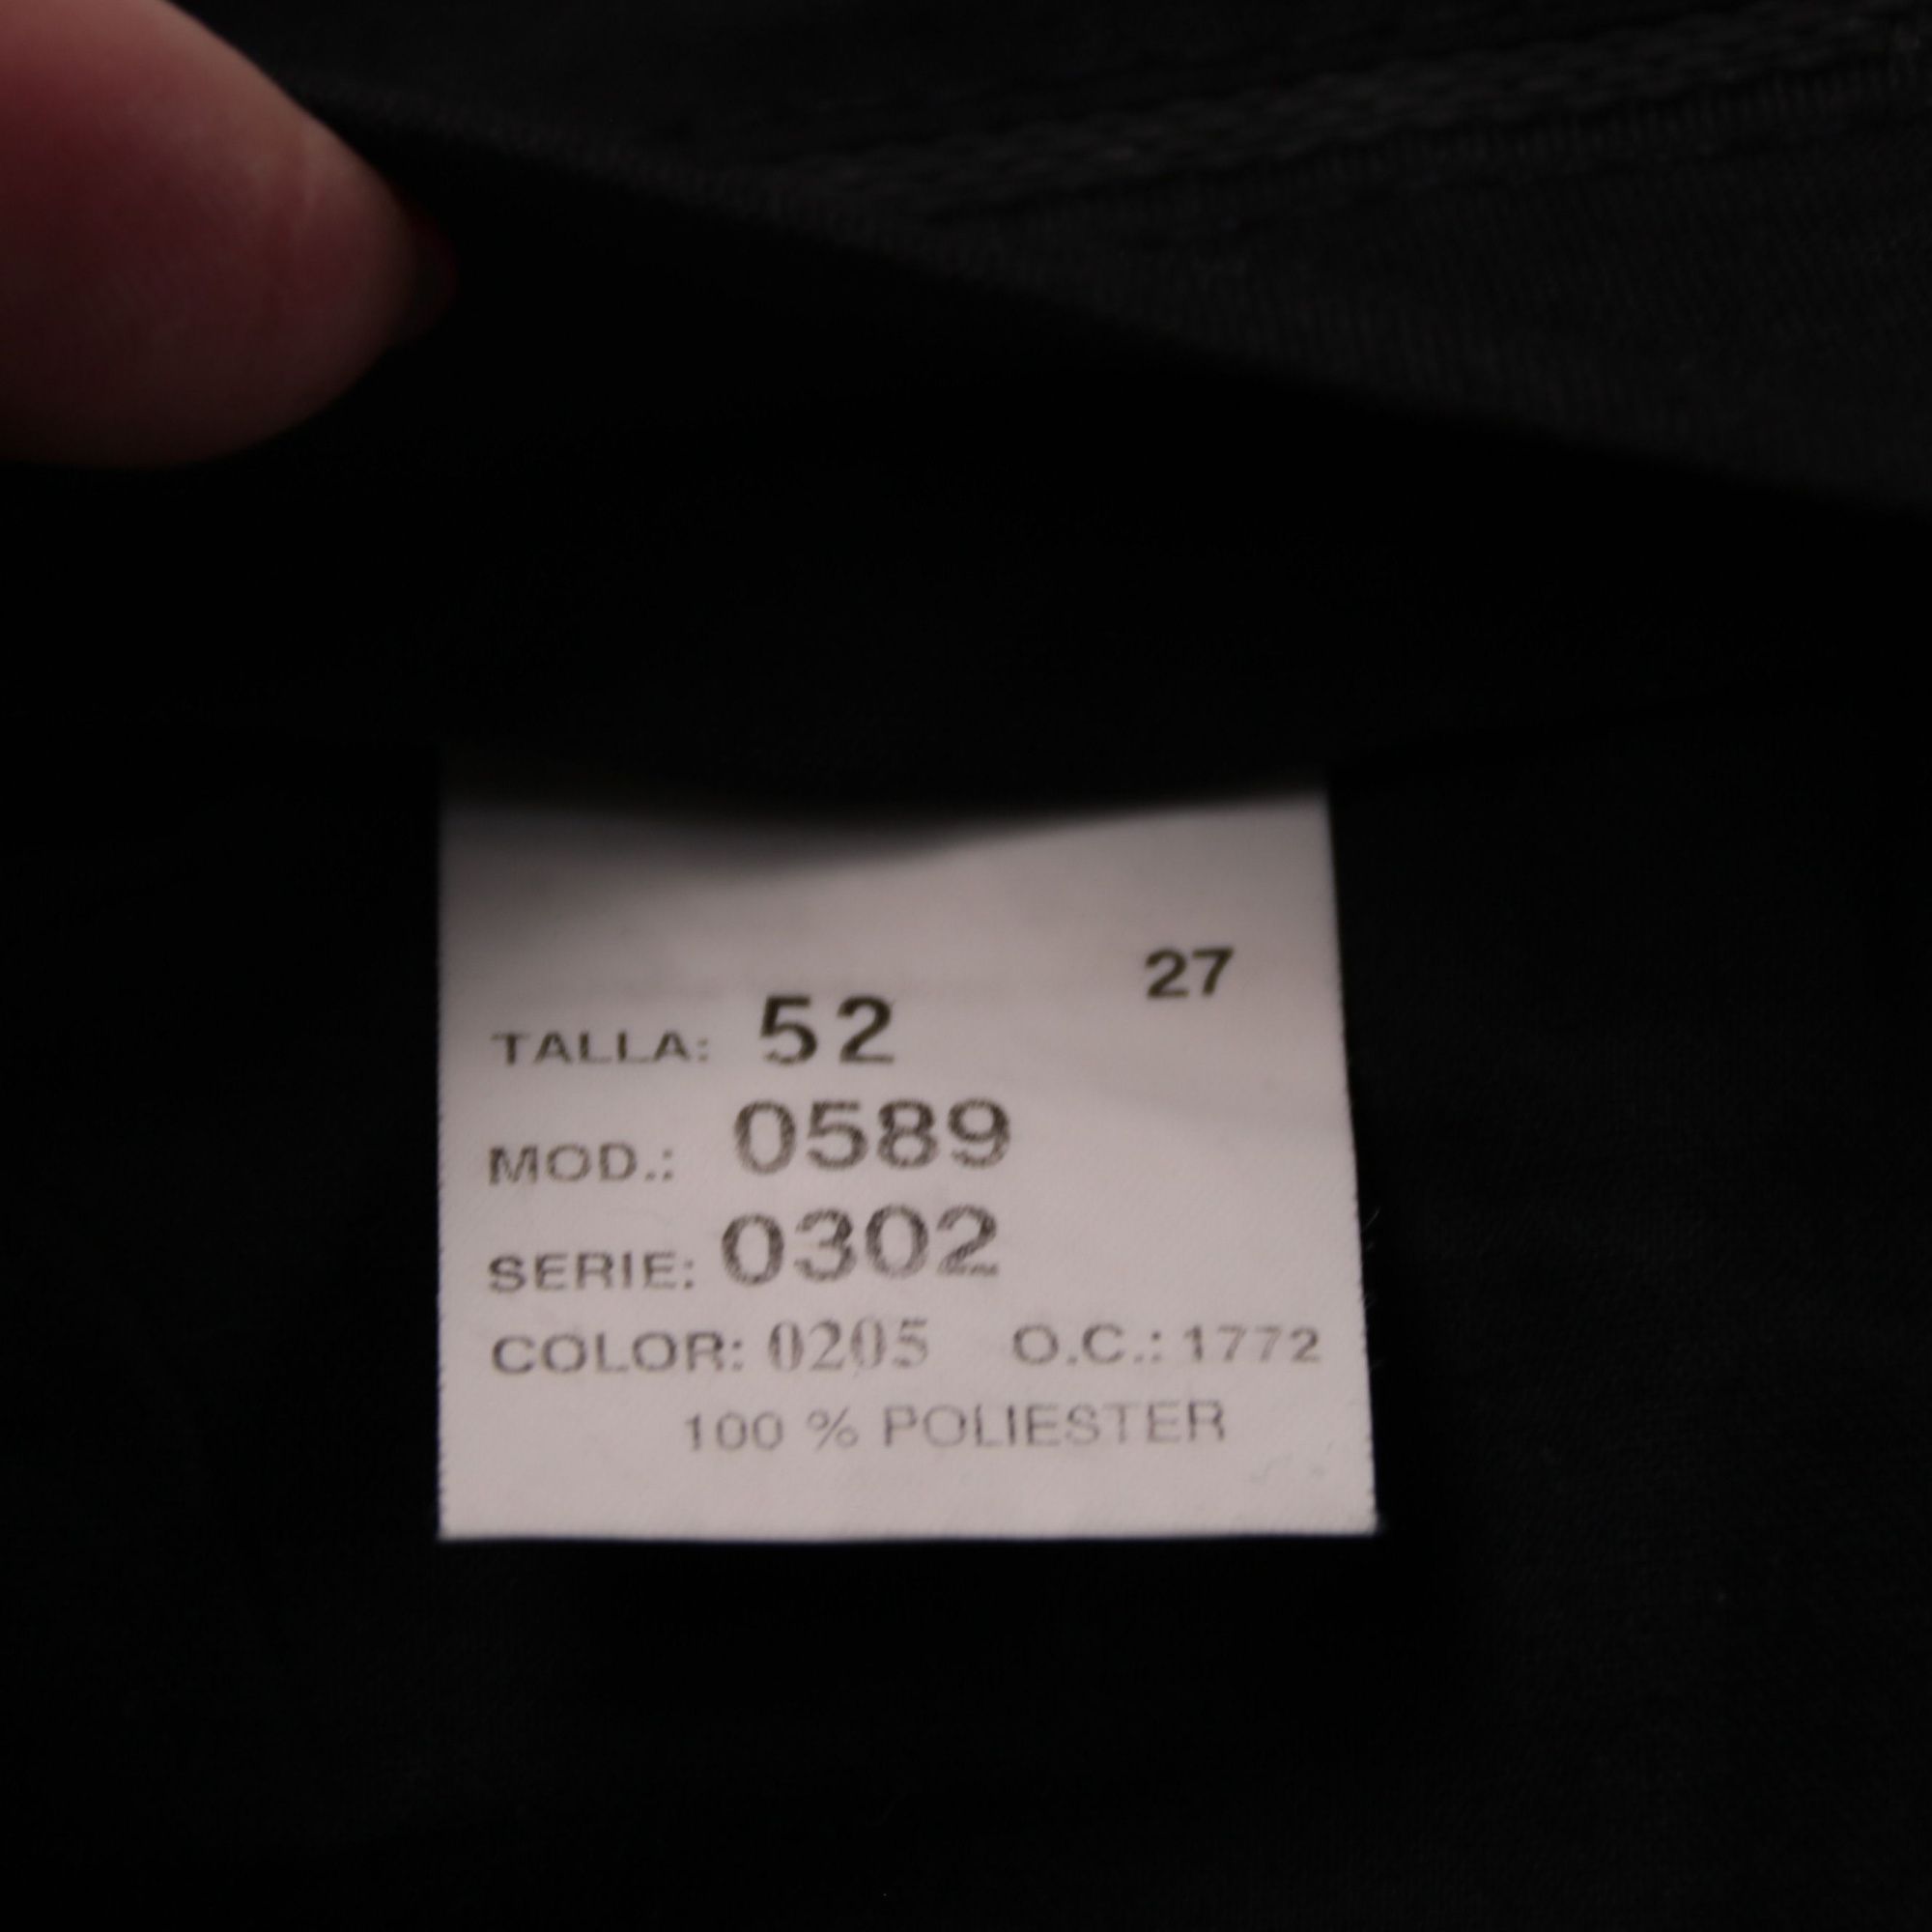 27
TALLA: 52
MOD.: 0589
SERIE: 0302
COLOR: 0205 O.C.: 1772
100 % POLIESTER